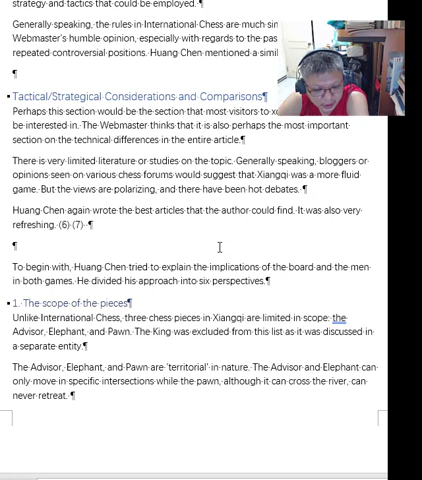 strategy and tactics that could be employed.
Generally speaking, the rules in International Chess are much sim
Webmaster's humble opinion, especially with regards to the pas
repeated controversial positions. Huang Chen mentioned a simil
Tactical/Strategical Considerations and Comparisons
Perhaps this section would be the section that most visitors to xq
be interested in. The Webmaster thinks that it is also perhaps the most important
section on the technical differences in the entire article.
There is very limited literature or studies on the topic. Generally speaking, bloggers or
opinions seen on various chess forums would suggest that Xiangqi was a more fluid
game. But the views are polarizing, and there have been hot debates.
Huang Chen again wrote the best articles that the author could find. It was also very
refreshing. (6) (7)
To begin with, Huang Chen tried to explain the implications of the board and the men
in both games. He divided his approach into six perspectives.
1. The scope of the pieces
Unlike International Chess, three chess pieces in Xiangqi are limited in scope: the
Advisor, Elephant, and Pawn. The King was excluded from this list as it was discussed in
a separate entity.
The Advisor, Elephant, and Pawn are 'territorial' in nature. The Advisor and Elephant can
only move in specific intersections while the pawn, although it can cross the river, can
never retreat.